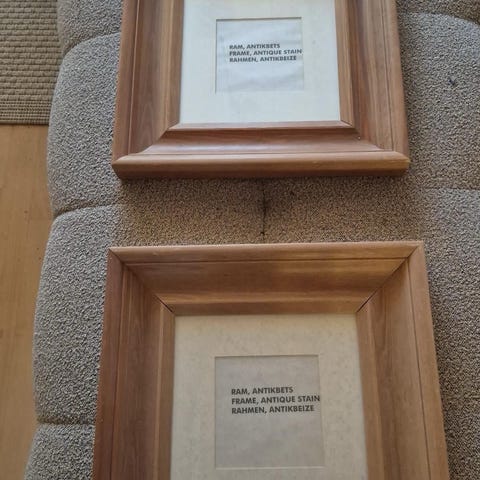 RAM, ANTIKBETS
FRAME, ANTIQUE STAIN
RAHMEN, ANTIKBEIZE
RAM, ANTIKBETS
FRAME, ANTIQUE STAIN
RAHMEN, ANTIKBEIZE